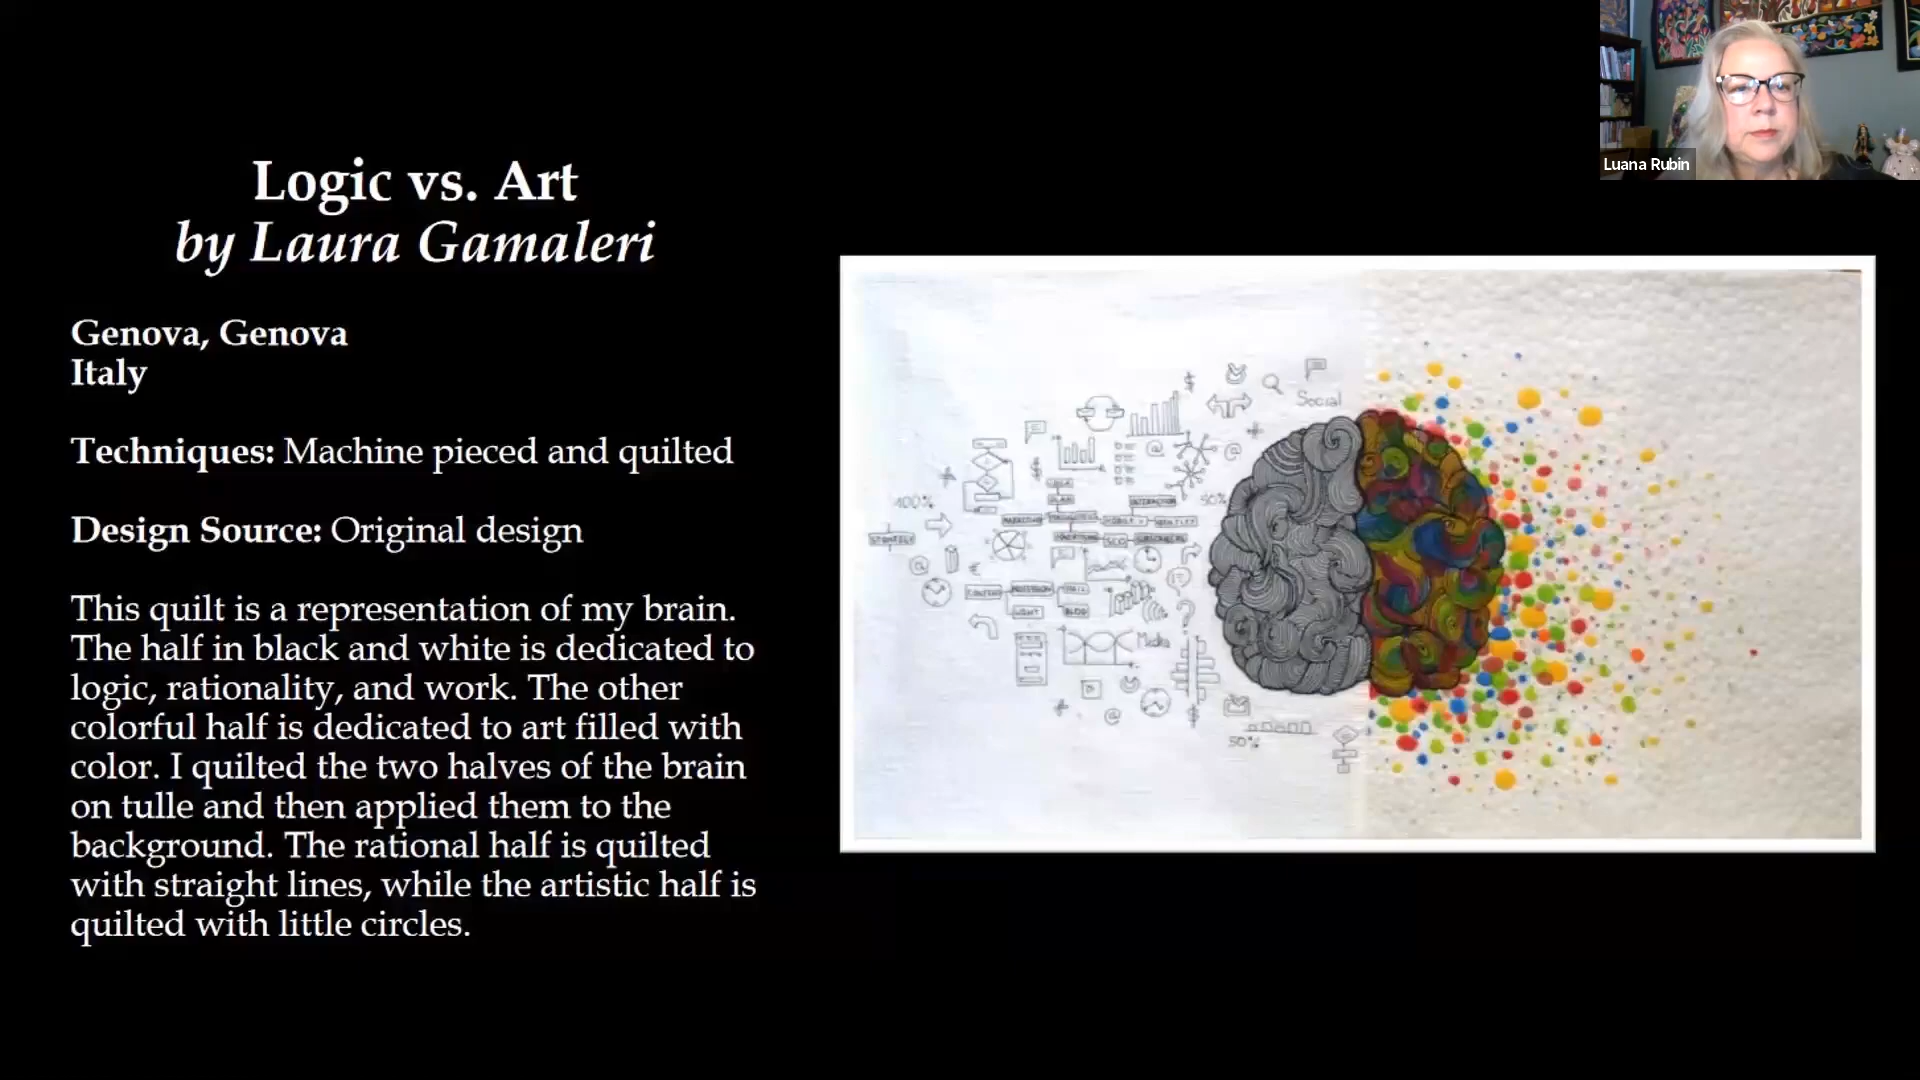 Logic vs. Art
by Laura Gamaleri
Genova, Genova
Italy
Techniques: Machine pieced and quilted
Design Source: Original design
This quilt is a representation of my brain.
The half in black and white is dedicated to
logic, rationality, and work. The other
colorful half is dedicated to art filled with
color. I quilted the two halves of the brain
on tulle and then applied them to the
background. The rational half is quilted
with straight lines, while the artistic half is
quilted with little circles.
Luana Rubin
Social
100%
50%
STRATEGY
SEO
BLOG
Media
50%